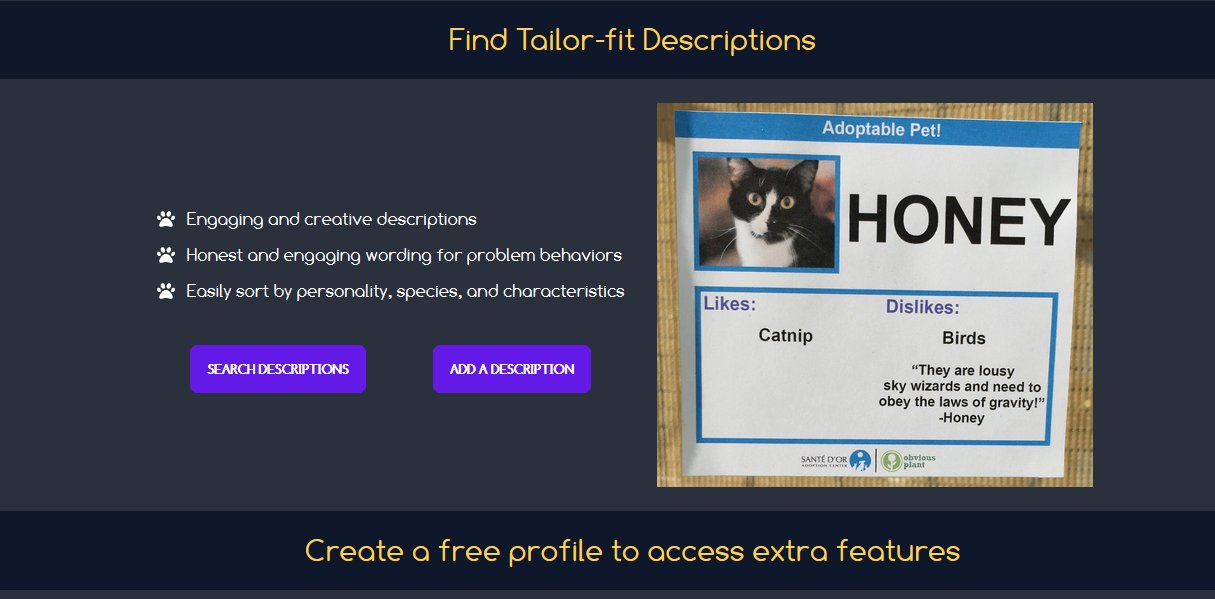 Find Tailor-fit Descriptions
Engaging and creative descriptions
Honest and engaging wording for problem behaviors
Easily sort by personality, species, and characteristics
SEARCH DESCRIPTIONS
ADD A DESCRIPTION
Adoptable Pet!
HONEY
Likes:
Catnip
Dislikes:
Birds
“They are lousy
sky wizards and need to
obey the laws of gravity!”
-Honey
SANTÉ D'OR
ADOPTION CENTER
obvious
plant
Create a free profile to access extra features